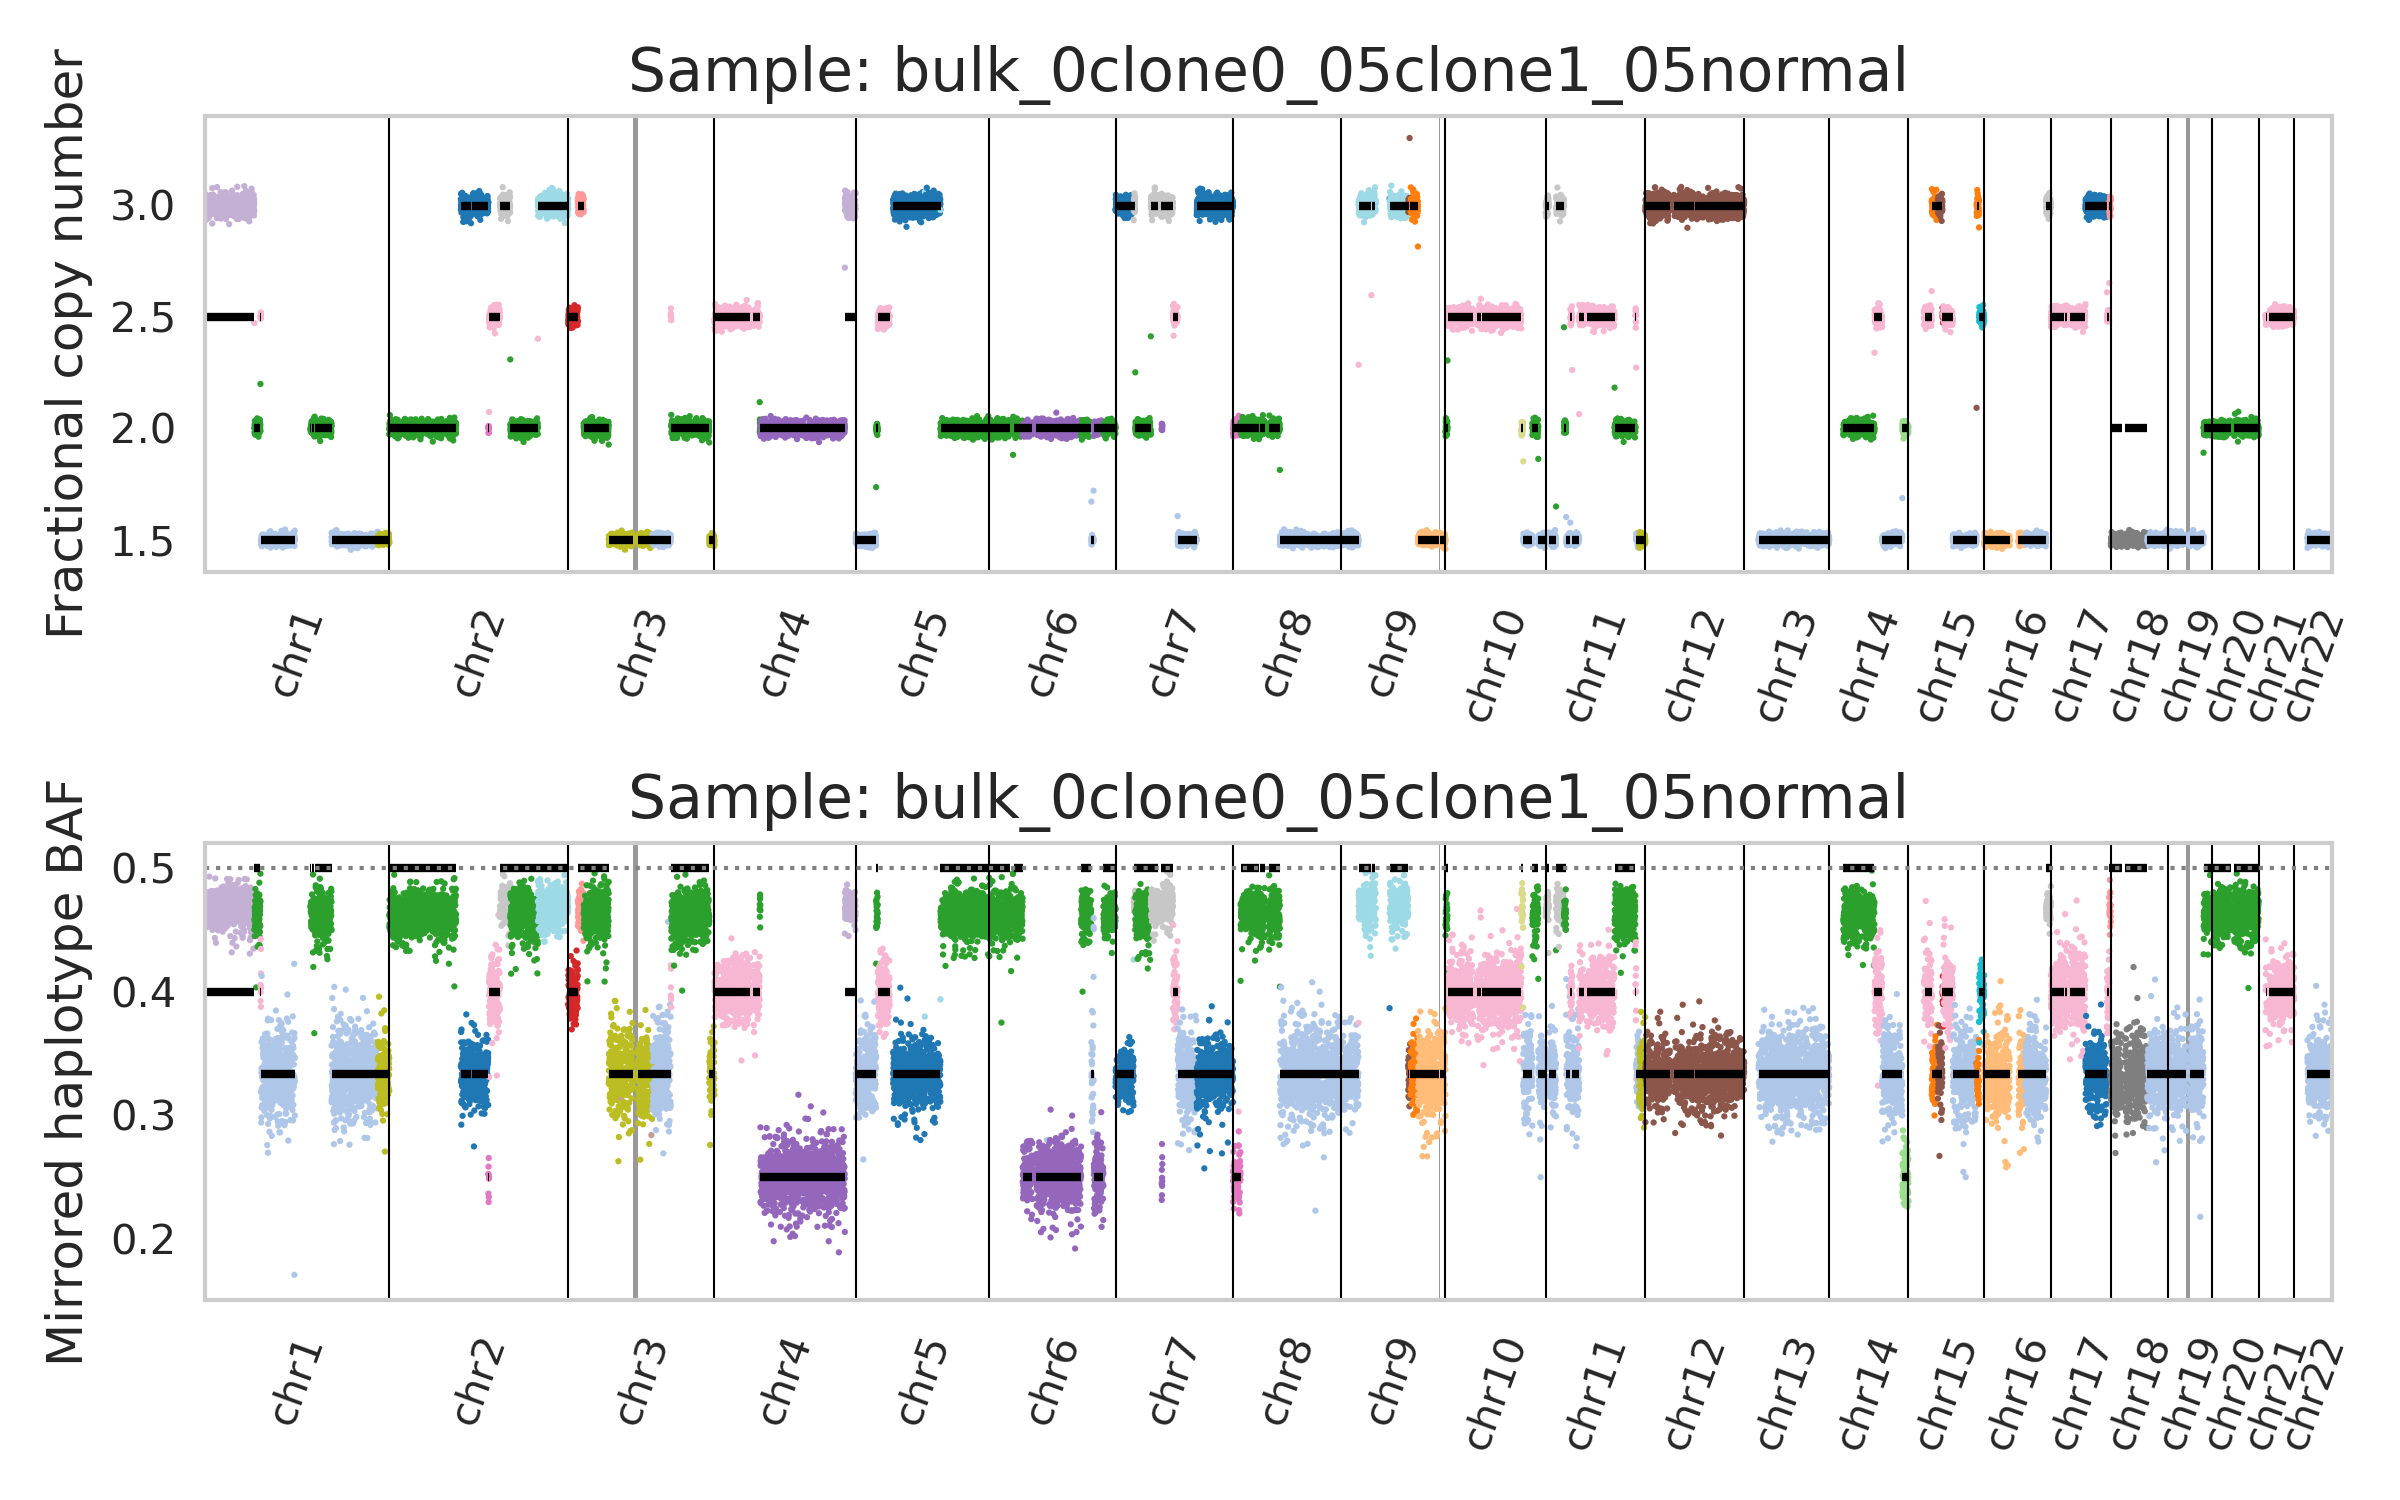 Sample: bulk_0clone0_05clone1_05normal
Fractional copy number
3.0
2.5
2.0
1.5
chr1
chr2
chr3
chr4
chr5
chr6
chr7
chr8
chr9
chr10
chr11
chr12
chr13
chr14
chr15
chr16
chr17
chr18
chr19
chr20
chr21
chr22
Sample: bulk_0clone0_05clone1_05normal
Mirrored haplotype BAF
0.5
0.4
0.3
0.2
chr1
chr2
chr3
chr4
chr5
chr6
chr7
chr8
chr9
chr10
chr11
chr12
chr13
chr14
chr15
chr16
chr17
chr18
chr19
chr20
chr21
chr22